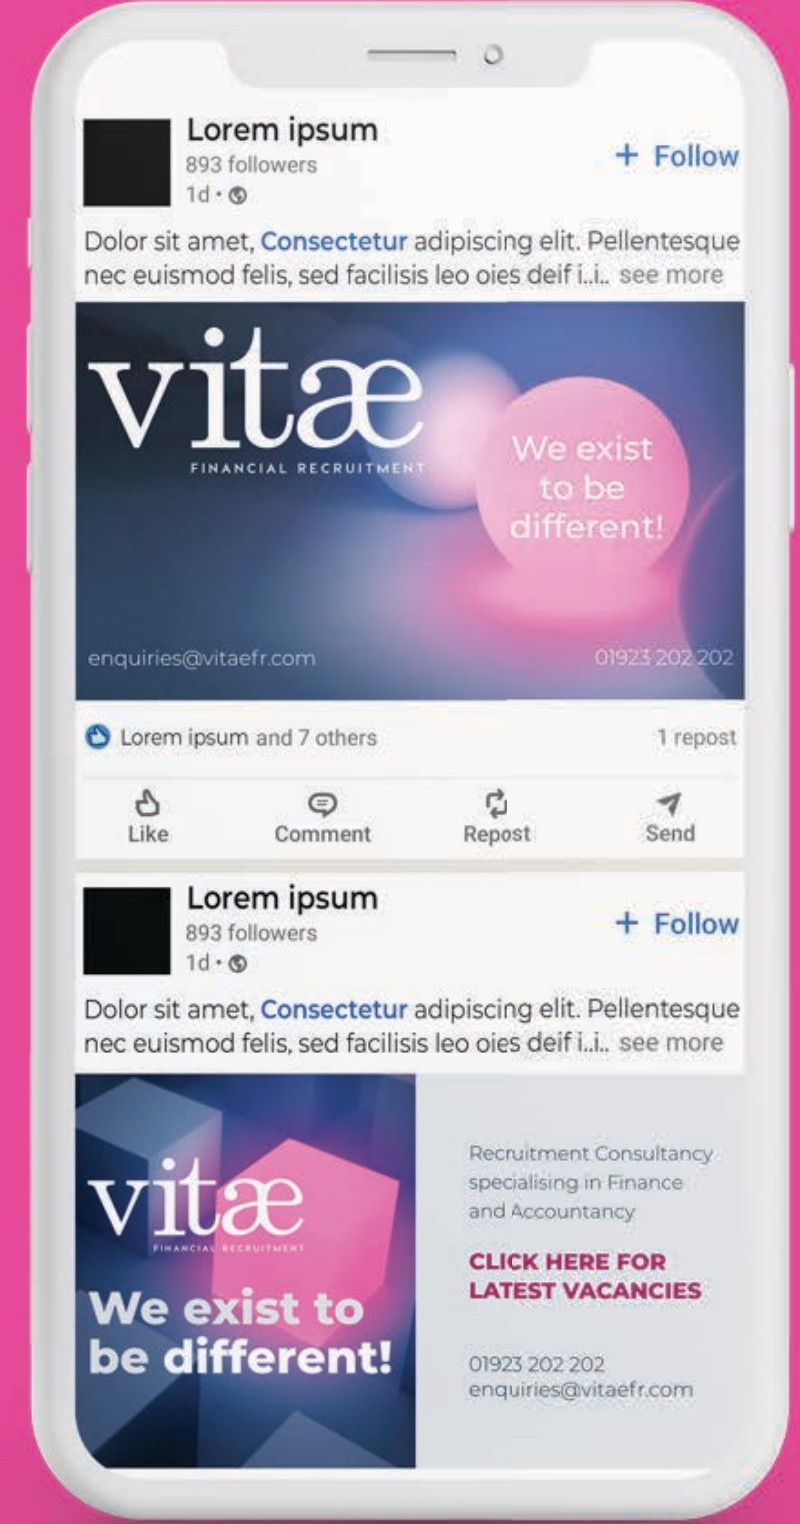 Lorem ipsum
893 followers
1d •
+ Follow
Dolor sit amet, Consectetur adipiscing elit. Pellentesque
nec euismod felis, sed facilisis leo oies deif i..i.. see more
vitæ
FINANCIAL RECRUITMENT
We exist
to be
different!
enquiries@vitaefr.com
01923 202 202
Lorem ipsum and 7 others
1 repost
Like
Comment
Repost
Send
Lorem ipsum
893 followers
1d •
+ Follow
Dolor sit amet, Consectetur adipiscing elit. Pellentesque
nec euismod felis, sed facilisis leo oies deif i..i.. see more
vitæ
FINANCIAL RECRUITMENT
We exist to
be different!
Recruitment Consultancy
specialising in Finance
and Accountancy
CLICK HERE FOR
LATEST VACANCIES
01923 202 202
enquiries@vitaefr.com